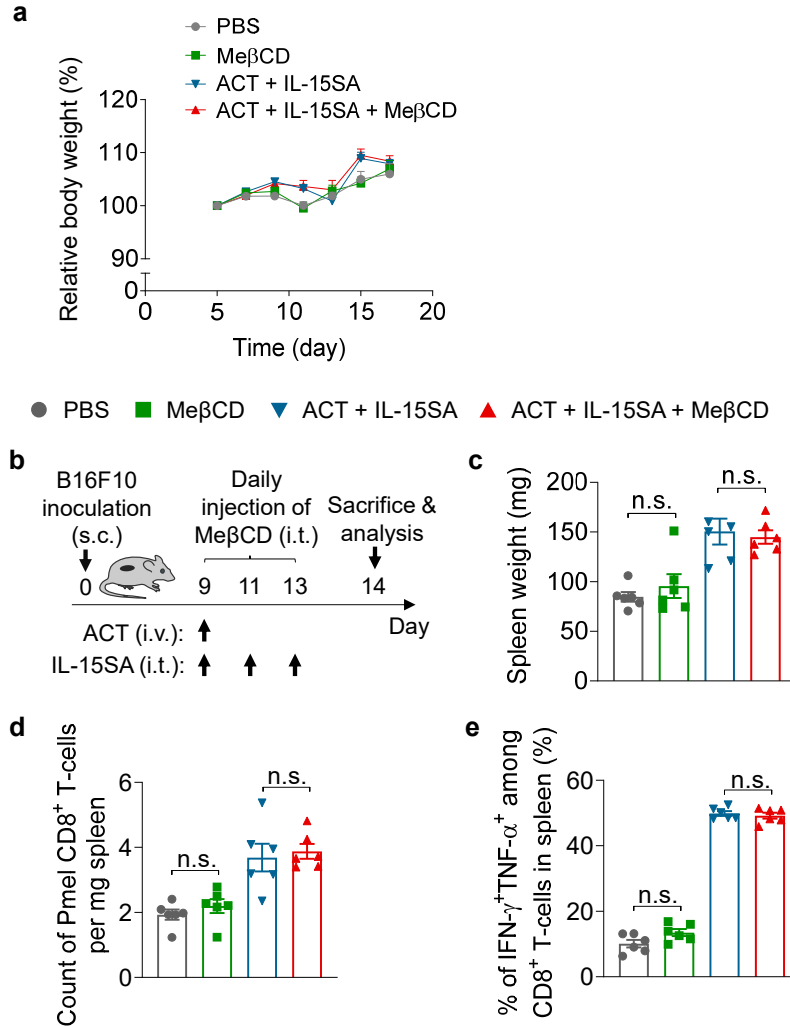 a
PBS
MeβCD
ACT + IL-15SA
ACT + IL-15SA + MeβCD
Relative body weight (%)
120
110
100
90
0
0 5 10 15 20
Time (day)
PBS MeβCD ACT + IL-15SA ACT + IL-15SA + MeβCD
b
B16F10
inoculation
(s.c.)
Daily
injection of
MeβCD (i.t.)
Sacrifice &
analysis
0 9 11 13 14
Day
ACT (i.v.):
IL-15SA (i.t.):
c
Spleen weight (mg)
200
150
100
50
0
n.s.
n.s.
d
Count of Pmel CD8⁺ T-cells
per mg spleen
6
4
2
0
n.s.
n.s.
e
% of IFN-γ⁺TNF-α⁺ among
CD8⁺ T-cells in spleen (%)
60
40
20
0
n.s.
n.s.